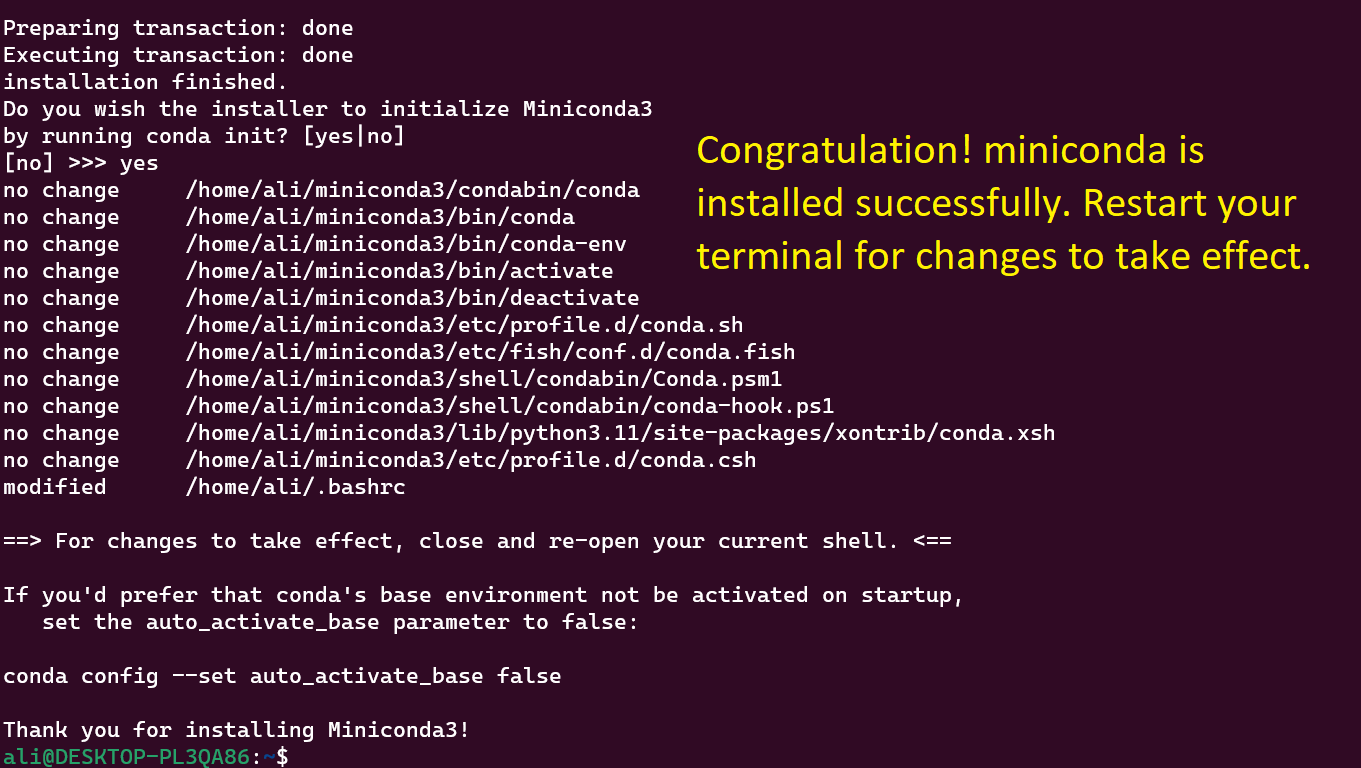 Preparing transaction: done
Executing transaction: done
installation finished.
Do you wish the installer to initialize Miniconda3
by running conda init? [yes|no]
[no] >>> yes
no change     /home/ali/miniconda3/condabin/conda
no change     /home/ali/miniconda3/bin/conda
no change     /home/ali/miniconda3/bin/conda-env
no change     /home/ali/miniconda3/bin/activate
no change     /home/ali/miniconda3/bin/deactivate
no change     /home/ali/miniconda3/etc/profile.d/conda.sh
no change     /home/ali/miniconda3/etc/fish/conf.d/conda.fish
no change     /home/ali/miniconda3/shell/condabin/Conda.psm1
no change     /home/ali/miniconda3/shell/condabin/conda-hook.ps1
no change     /home/ali/miniconda3/lib/python3.11/site-packages/xontrib/conda.xsh
no change     /home/ali/miniconda3/etc/profile.d/conda.csh
modified      /home/ali/.bashrc
==> For changes to take effect, close and re-open your current shell. <==
If you'd prefer that conda's base environment not be activated on startup,
   set the auto_activate_base parameter to false:
conda config --set auto_activate_base false
Thank you for installing Miniconda3!
ali@DESKTOP-PL3QA86:~$
Congratulation! miniconda is
installed successfully. Restart your
terminal for changes to take effect.